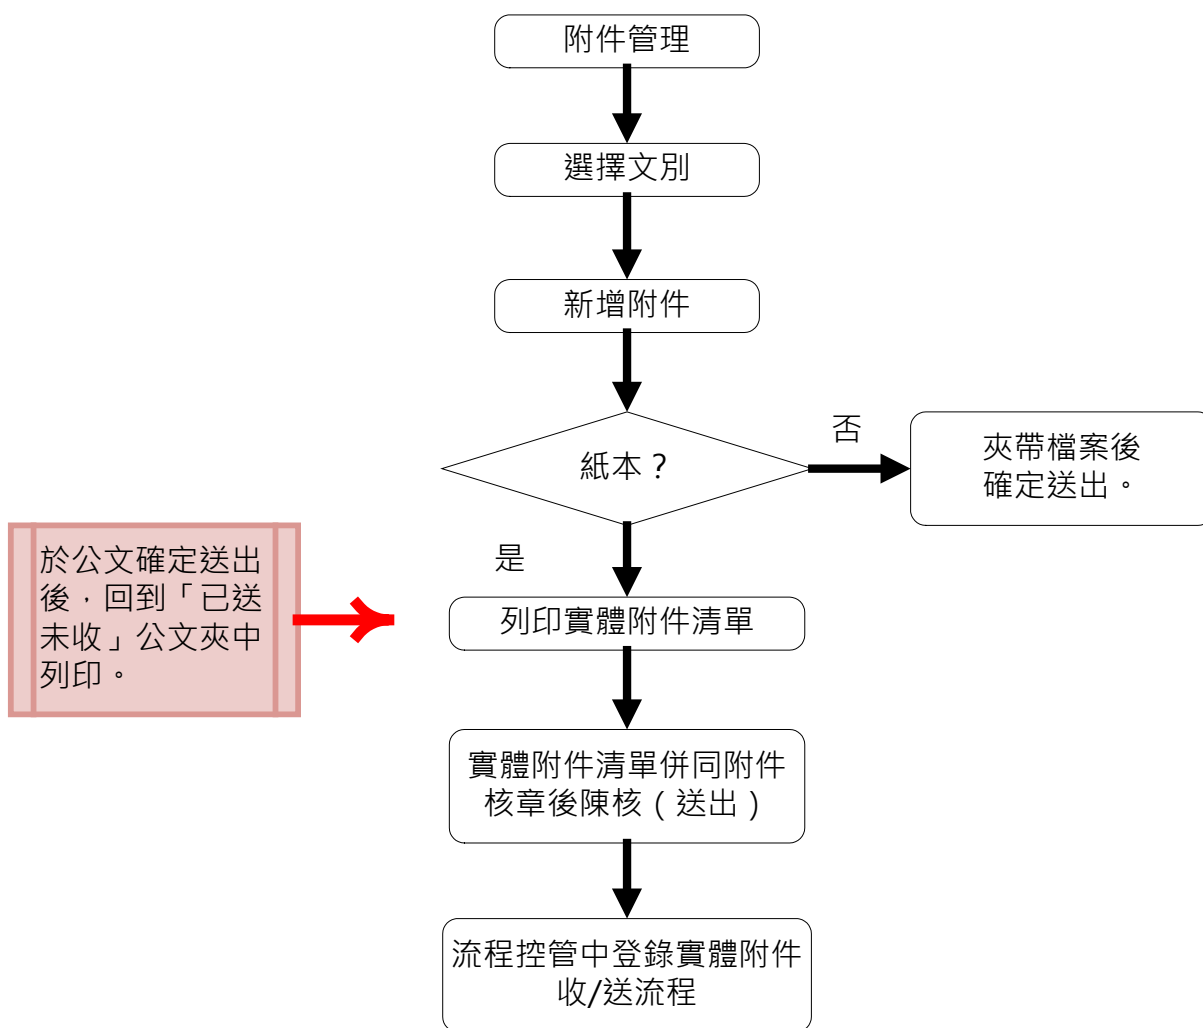 附件管理
選擇文別
新增附件
紙本？
否
夾帶檔案後
確定送出。
是
於公文確定送出
後，回到「已送
未收」公文夾中
列印。
列印實體附件清單
實體附件清單併同附件
核章後陳核（送出）
流程控管中登錄實體附件
收/送流程